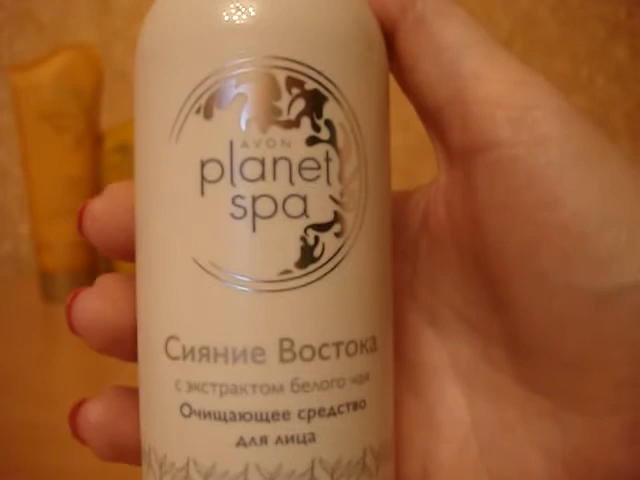 AVON
planet
spa
Сияние Востока
с экстрактом белого чая
Очищающее средство
для лица